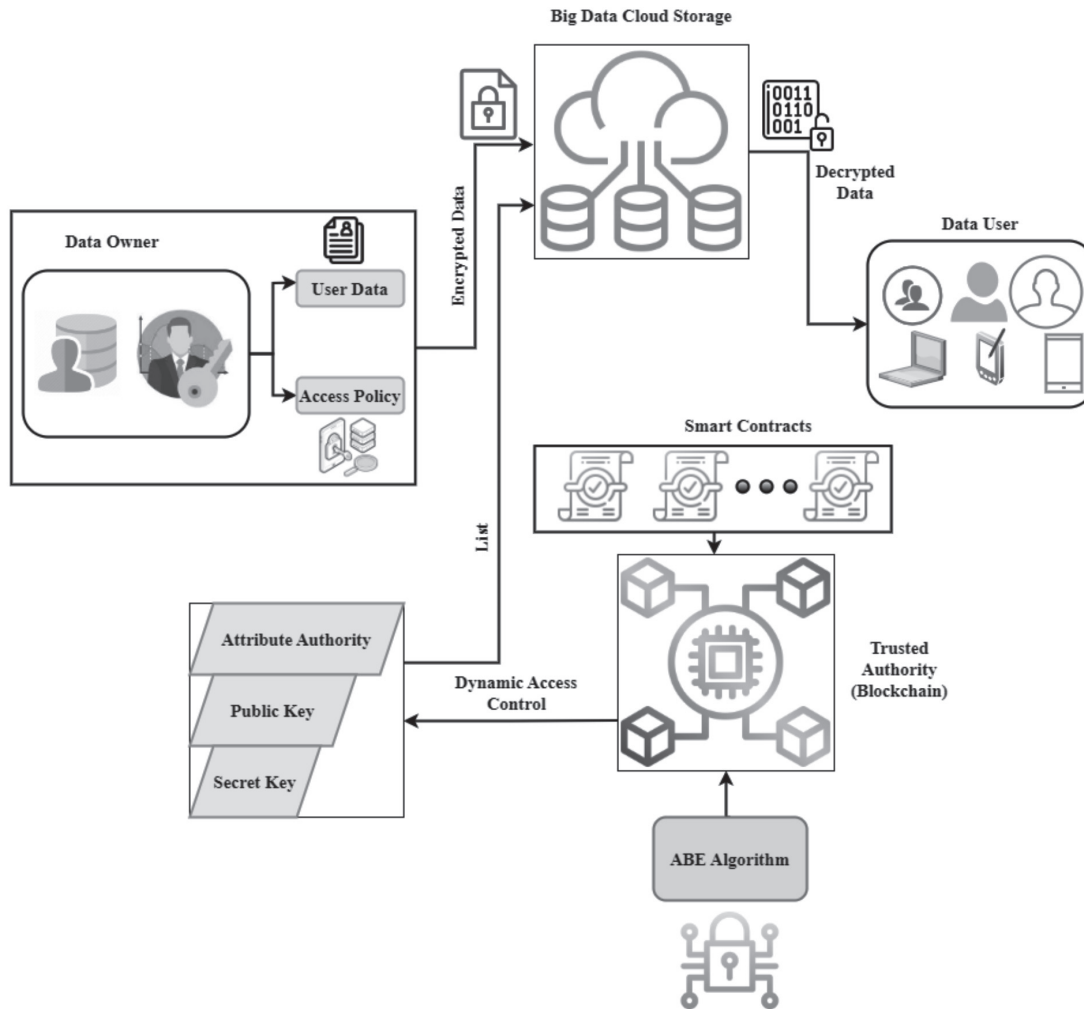 Big Data Cloud Storage
0011
0110
001
Decrypted
Data
Encrypted Data
Data Owner
User Data
Access Policy
Data User
Smart Contracts
List
Attribute Authority
Public Key
Secret Key
Dynamic Access
Control
Trusted
Authority
(Blockchain)
ABE Algorithm